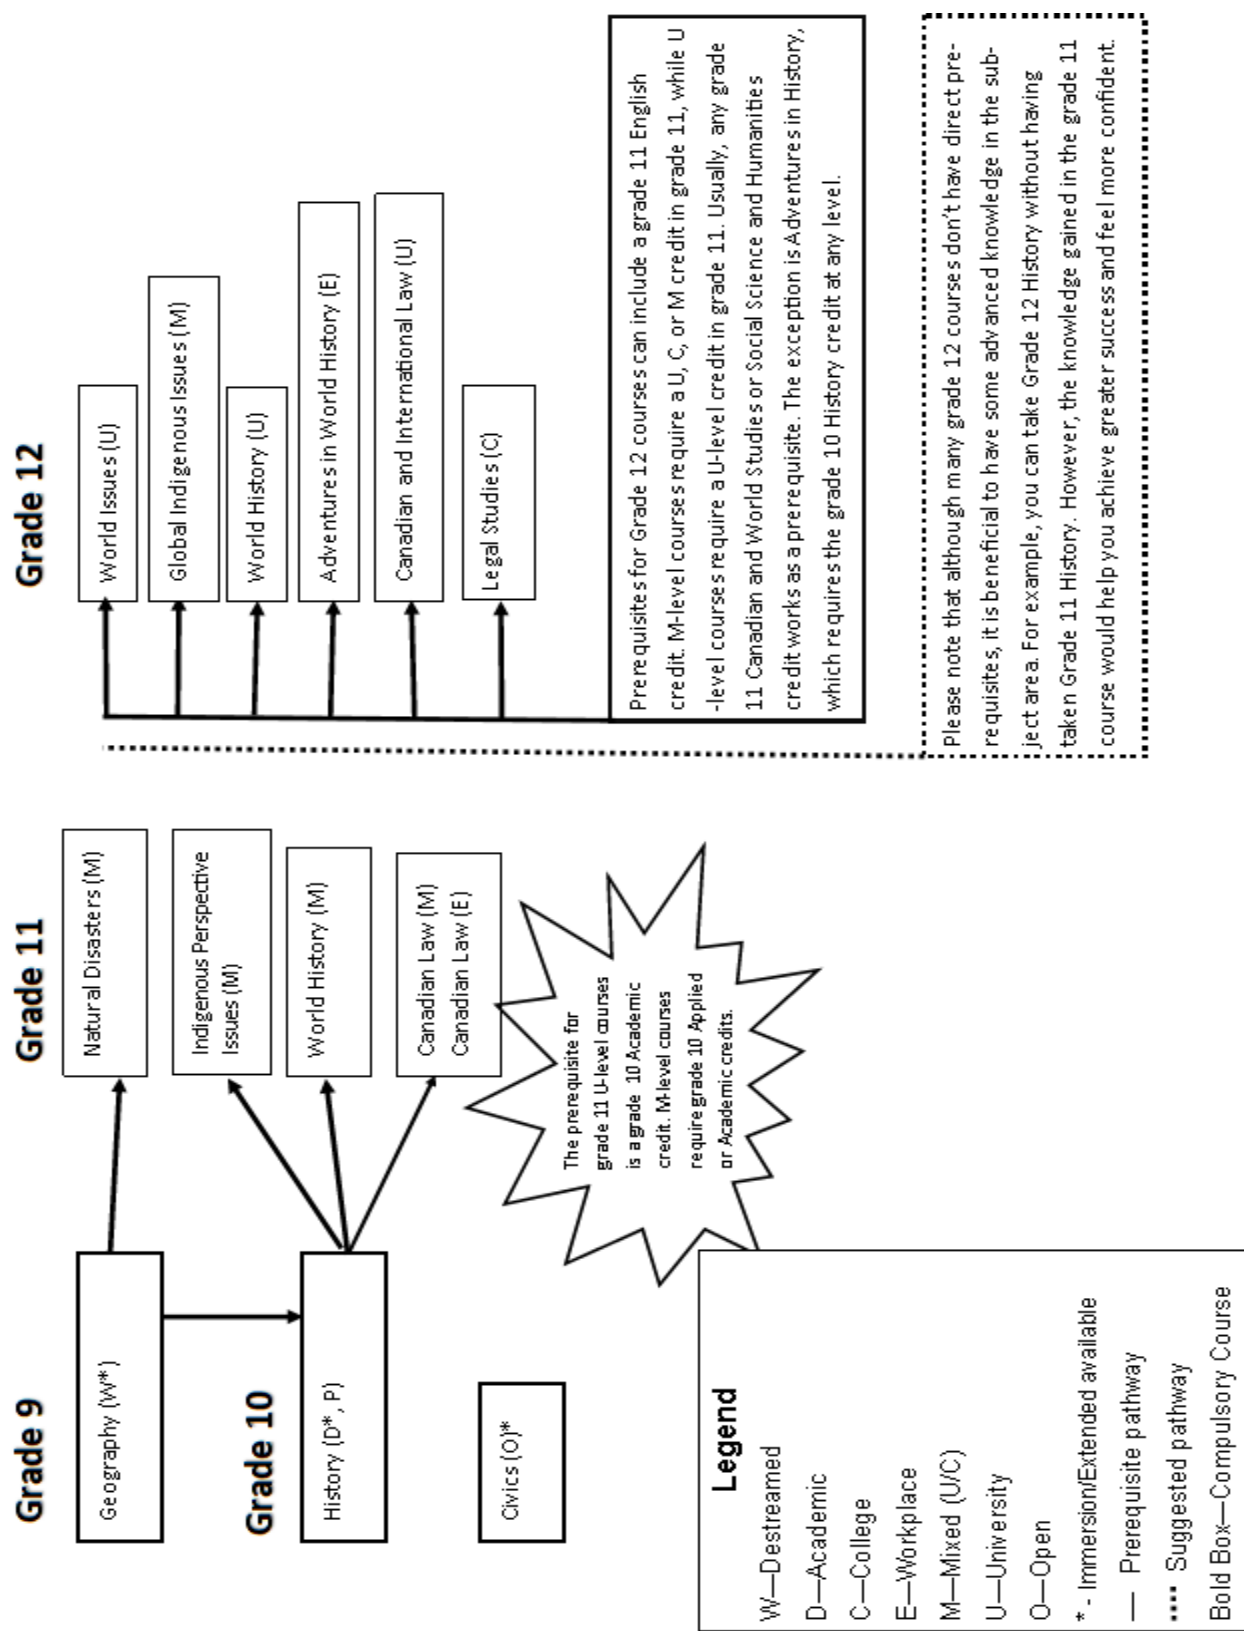 Grade 9
Geography (W*)
Grade 10
History (D*, P)
Civics (O)*
Grade 11
Natural Disasters (M)
Indigenous Perspective
Issues (M)
World History (M)
Canadian Law (M)
Canadian Law (E)
The prerequisite for
grade 11 U-level courses
is a grade 10 Academic
credit. M-level courses
require grade 10 Applied
or Academic credits.
Grade 12
World Issues (U)
Global Indigenous Issues (M)
World History (U)
Adventures in World History (E)
Canadian and International Law (U)
Legal Studies (C)
Prerequisites for Grade 12 courses can include a grade 11 English
credit. M-level courses require a U, C, or M credit in grade 11, while U
-level courses require a U-level credit in grade 11. Usually, any grade
11 Canadian and World Studies or Social Science and Humanities
credit works as a prerequisite. The exception is Adventures in History,
which requires the grade 10 History credit at any level.
Please note that although many grade 12 courses don't have direct pre-
requisites, it is beneficial to have some advanced knowledge in the sub-
ject area. For example, you can take Grade 12 History without having
taken Grade 11 History. However, the knowledge gained in the grade 11
course would help you achieve greater success and feel more confident.
Legend
W—Destreamed
D—Academic
C—College
E—Workplace
M—Mixed (U/C)
U—University
O—Open
* - Immersion/Extended available
— Prerequisite pathway
···· Suggested pathway
Bold Box—Compulsory Course